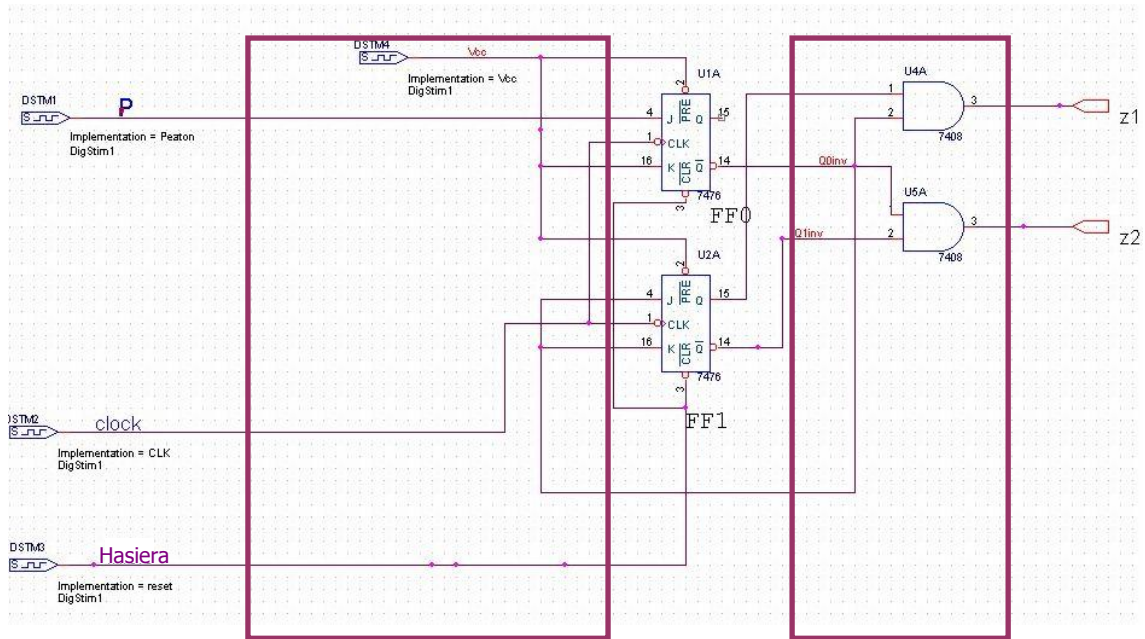 DSTM4
S
Vcc
Implementation = Vcc
DigStim1
DSTM1
S
P
Implementation = Peaton
DigStim1
U1A
2
4
J
PRE
Q
15
1
CLK
16
K
CLR
Q
14
3
7476
FF0
Q0inv
U4A
1
2
3
7408
z1
U5A
1
2
3
7408
z2
Q1inv
U2A
2
4
J
PRE
Q
15
1
CLK
16
K
CLR
Q
14
3
7476
FF1
DSTM2
S
clock
Implementation = CLK
DigStim1
DSTM3
S
Hasiera
Implementation = reset
DigStim1